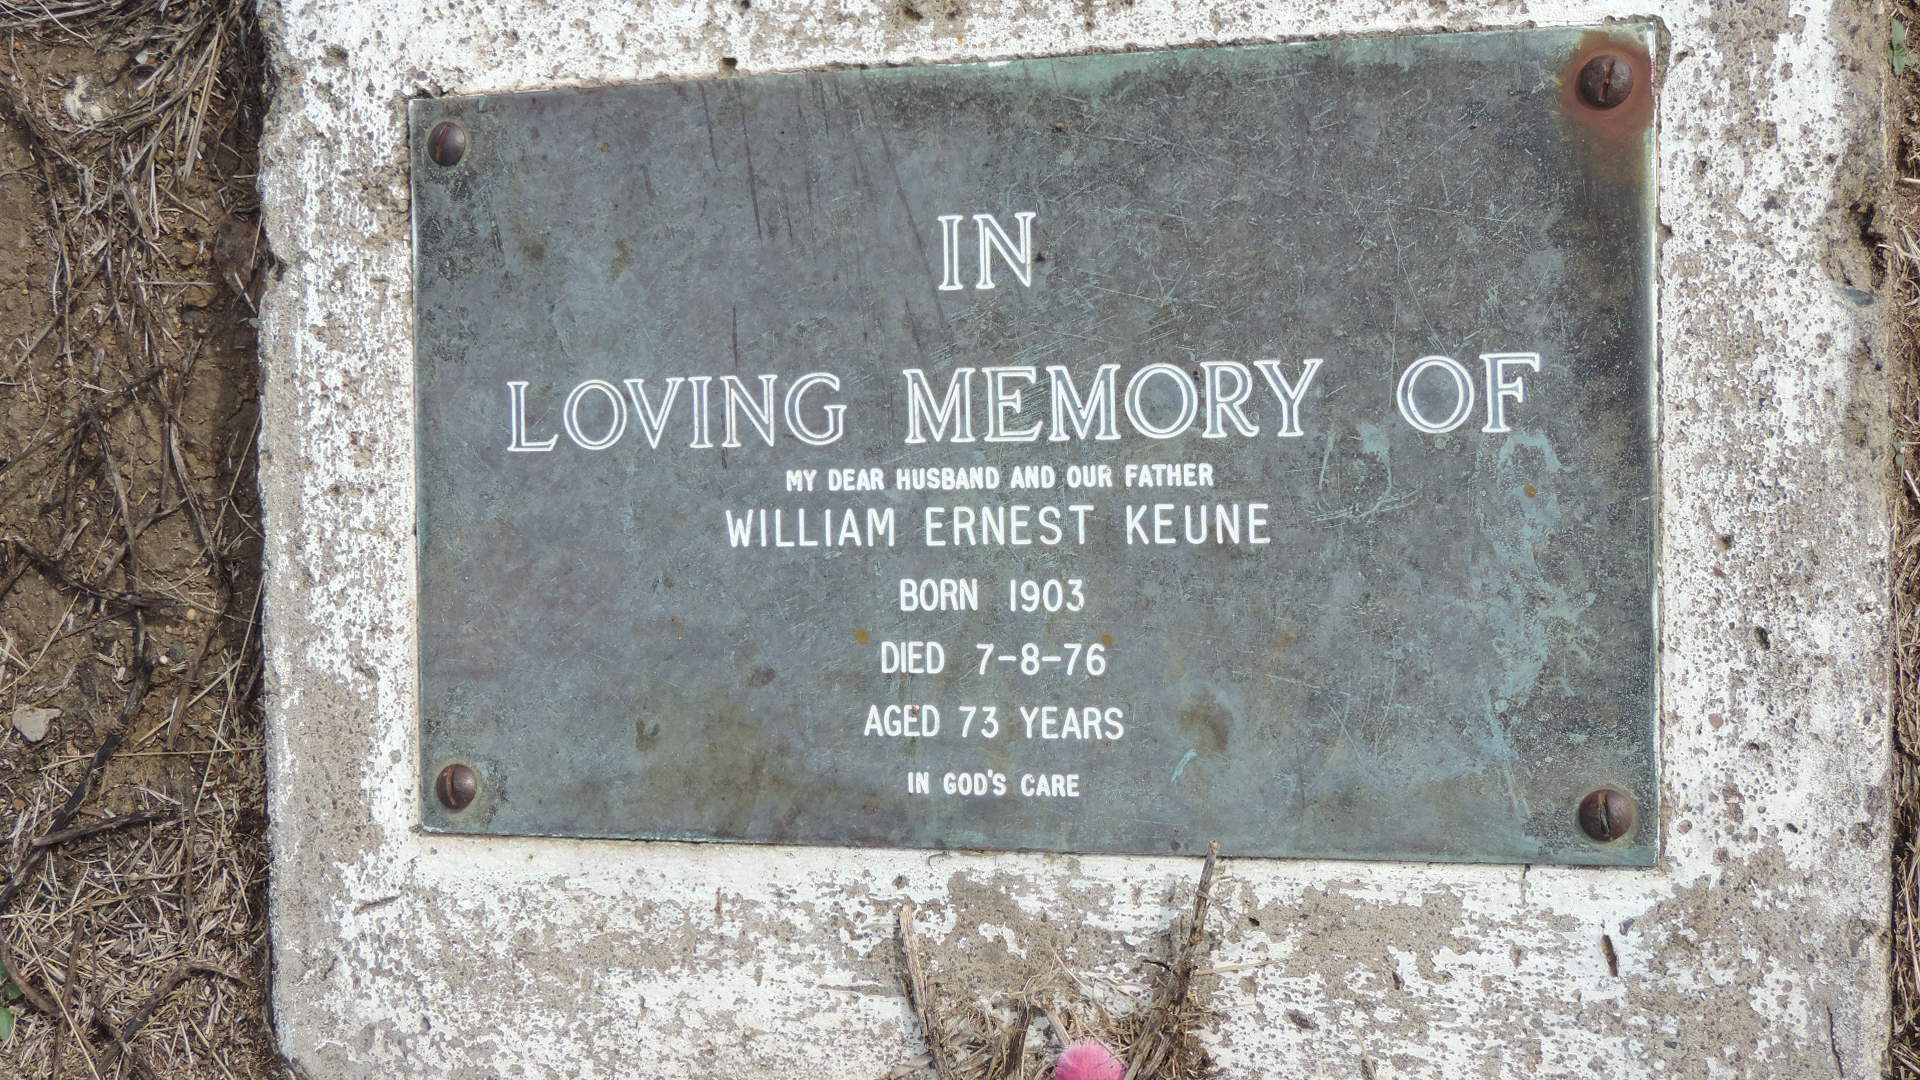 IN
LOVING MEMORY OF
MY DEAR HUSBAND AND OUR FATHER
WILLIAM ERNEST KEUNE
BORN 1903
DIED 7-8-76
AGED 73 YEARS
IN GOD'S CARE